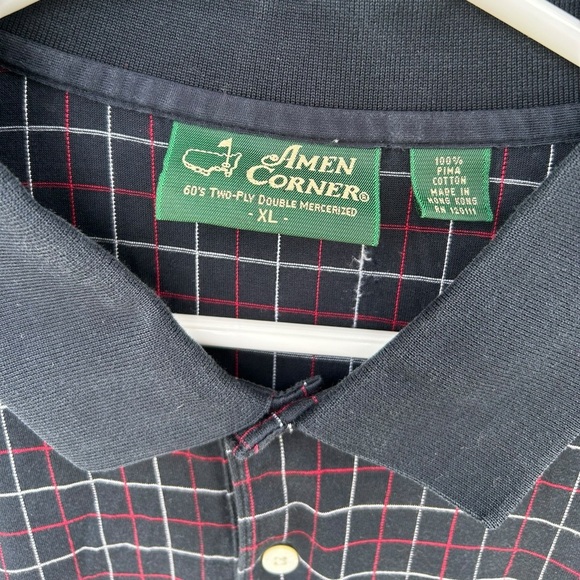 AMEN
CORNER®
60'S TWO-PLY DOUBLE MERCERIZED
- XL -
100%
PIMA
COTTON
MADE IN
HONG KONG
RN 120111